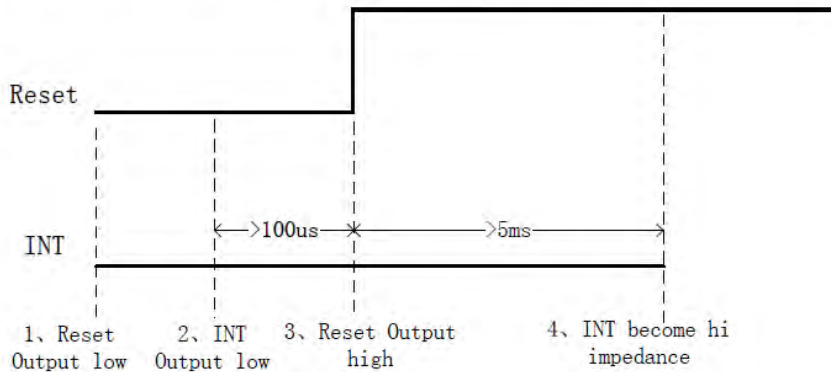 Reset
>100us
>5ms
INT
1、Reset
Output low
2、INT
Output low
3、Reset Output
high
4、INT become hi
impedance